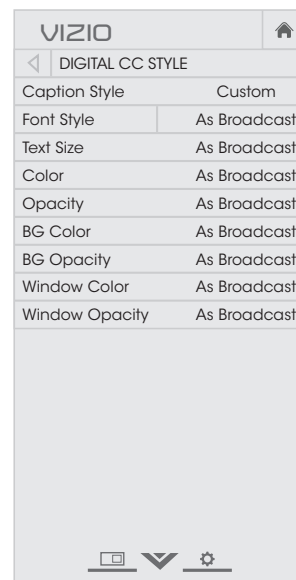 VIZIO
DIGITAL CC STYLE
Caption Style Custom
Font Style As Broadcast
Text Size As Broadcast
Color As Broadcast
Opacity As Broadcast
BG Color As Broadcast
BG Opacity As Broadcast
Window Color As Broadcast
Window Opacity As Broadcast